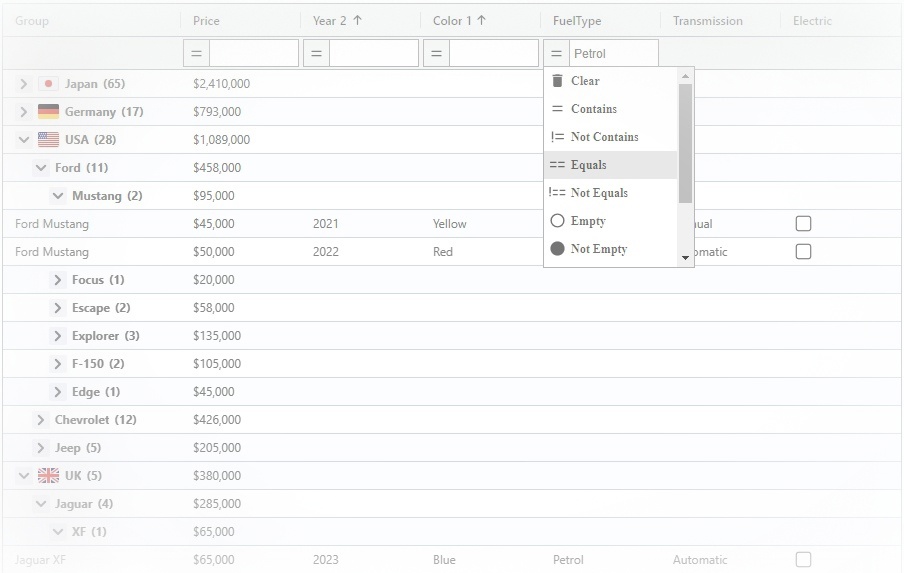 Group Price Year 2 ↑ Color 1 ↑ FuelType Transmission Electric
= = = = Petrol
Japan (65) $2,410,000
Clear
Germany (17) $793,000
= Contains
USA (28) $1,089,000
!= Not Contains
Ford (11) $458,000
== Equals
Mustang (2) $95,000
!== Not Equals
Ford Mustang $45,000 2021 Yellow
Empty
Ford Mustang $50,000 2022 Red
Not Empty
Focus (1) $20,000
Escape (2) $58,000
Explorer (3) $135,000
F-150 (2) $105,000
Edge (1) $45,000
Chevrolet (12) $426,000
Jeep (5) $205,000
UK (5) $380,000
Jaguar (4) $285,000
XF (1) $65,000
Jaguar XF $65,000 2023 Blue Petrol Automatic